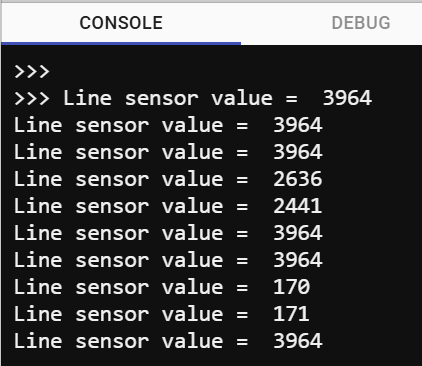 CONSOLE DEBUG
>>>
>>> Line sensor value =  3964
Line sensor value =  3964
Line sensor value =  3964
Line sensor value =  2636
Line sensor value =  2441
Line sensor value =  3964
Line sensor value =  3964
Line sensor value =  170
Line sensor value =  171
Line sensor value =  3964